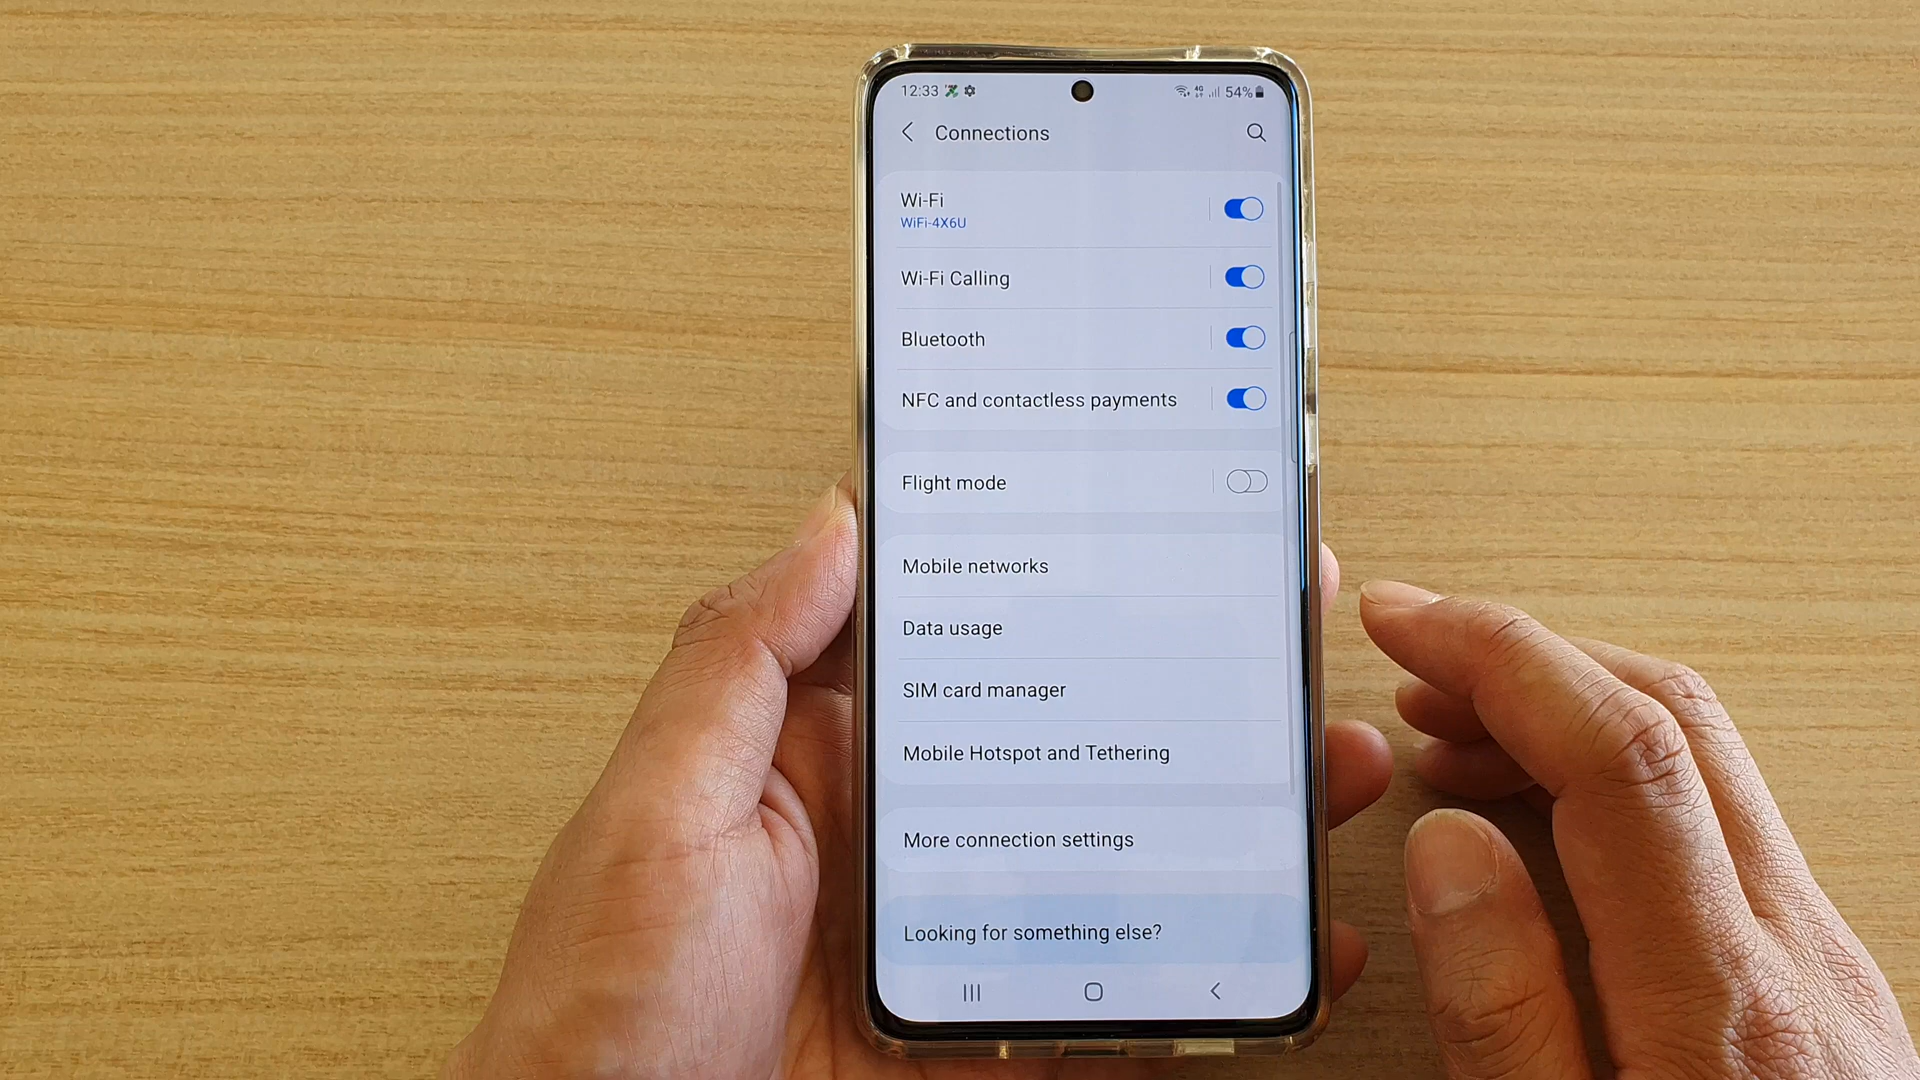 12:33 4G 54%
Connections
Wi-Fi
WiFi-4X6U
Wi-Fi Calling
Bluetooth
NFC and contactless payments
Flight mode
Mobile networks
Data usage
SIM card manager
Mobile Hotspot and Tethering
More connection settings
Looking for something else?